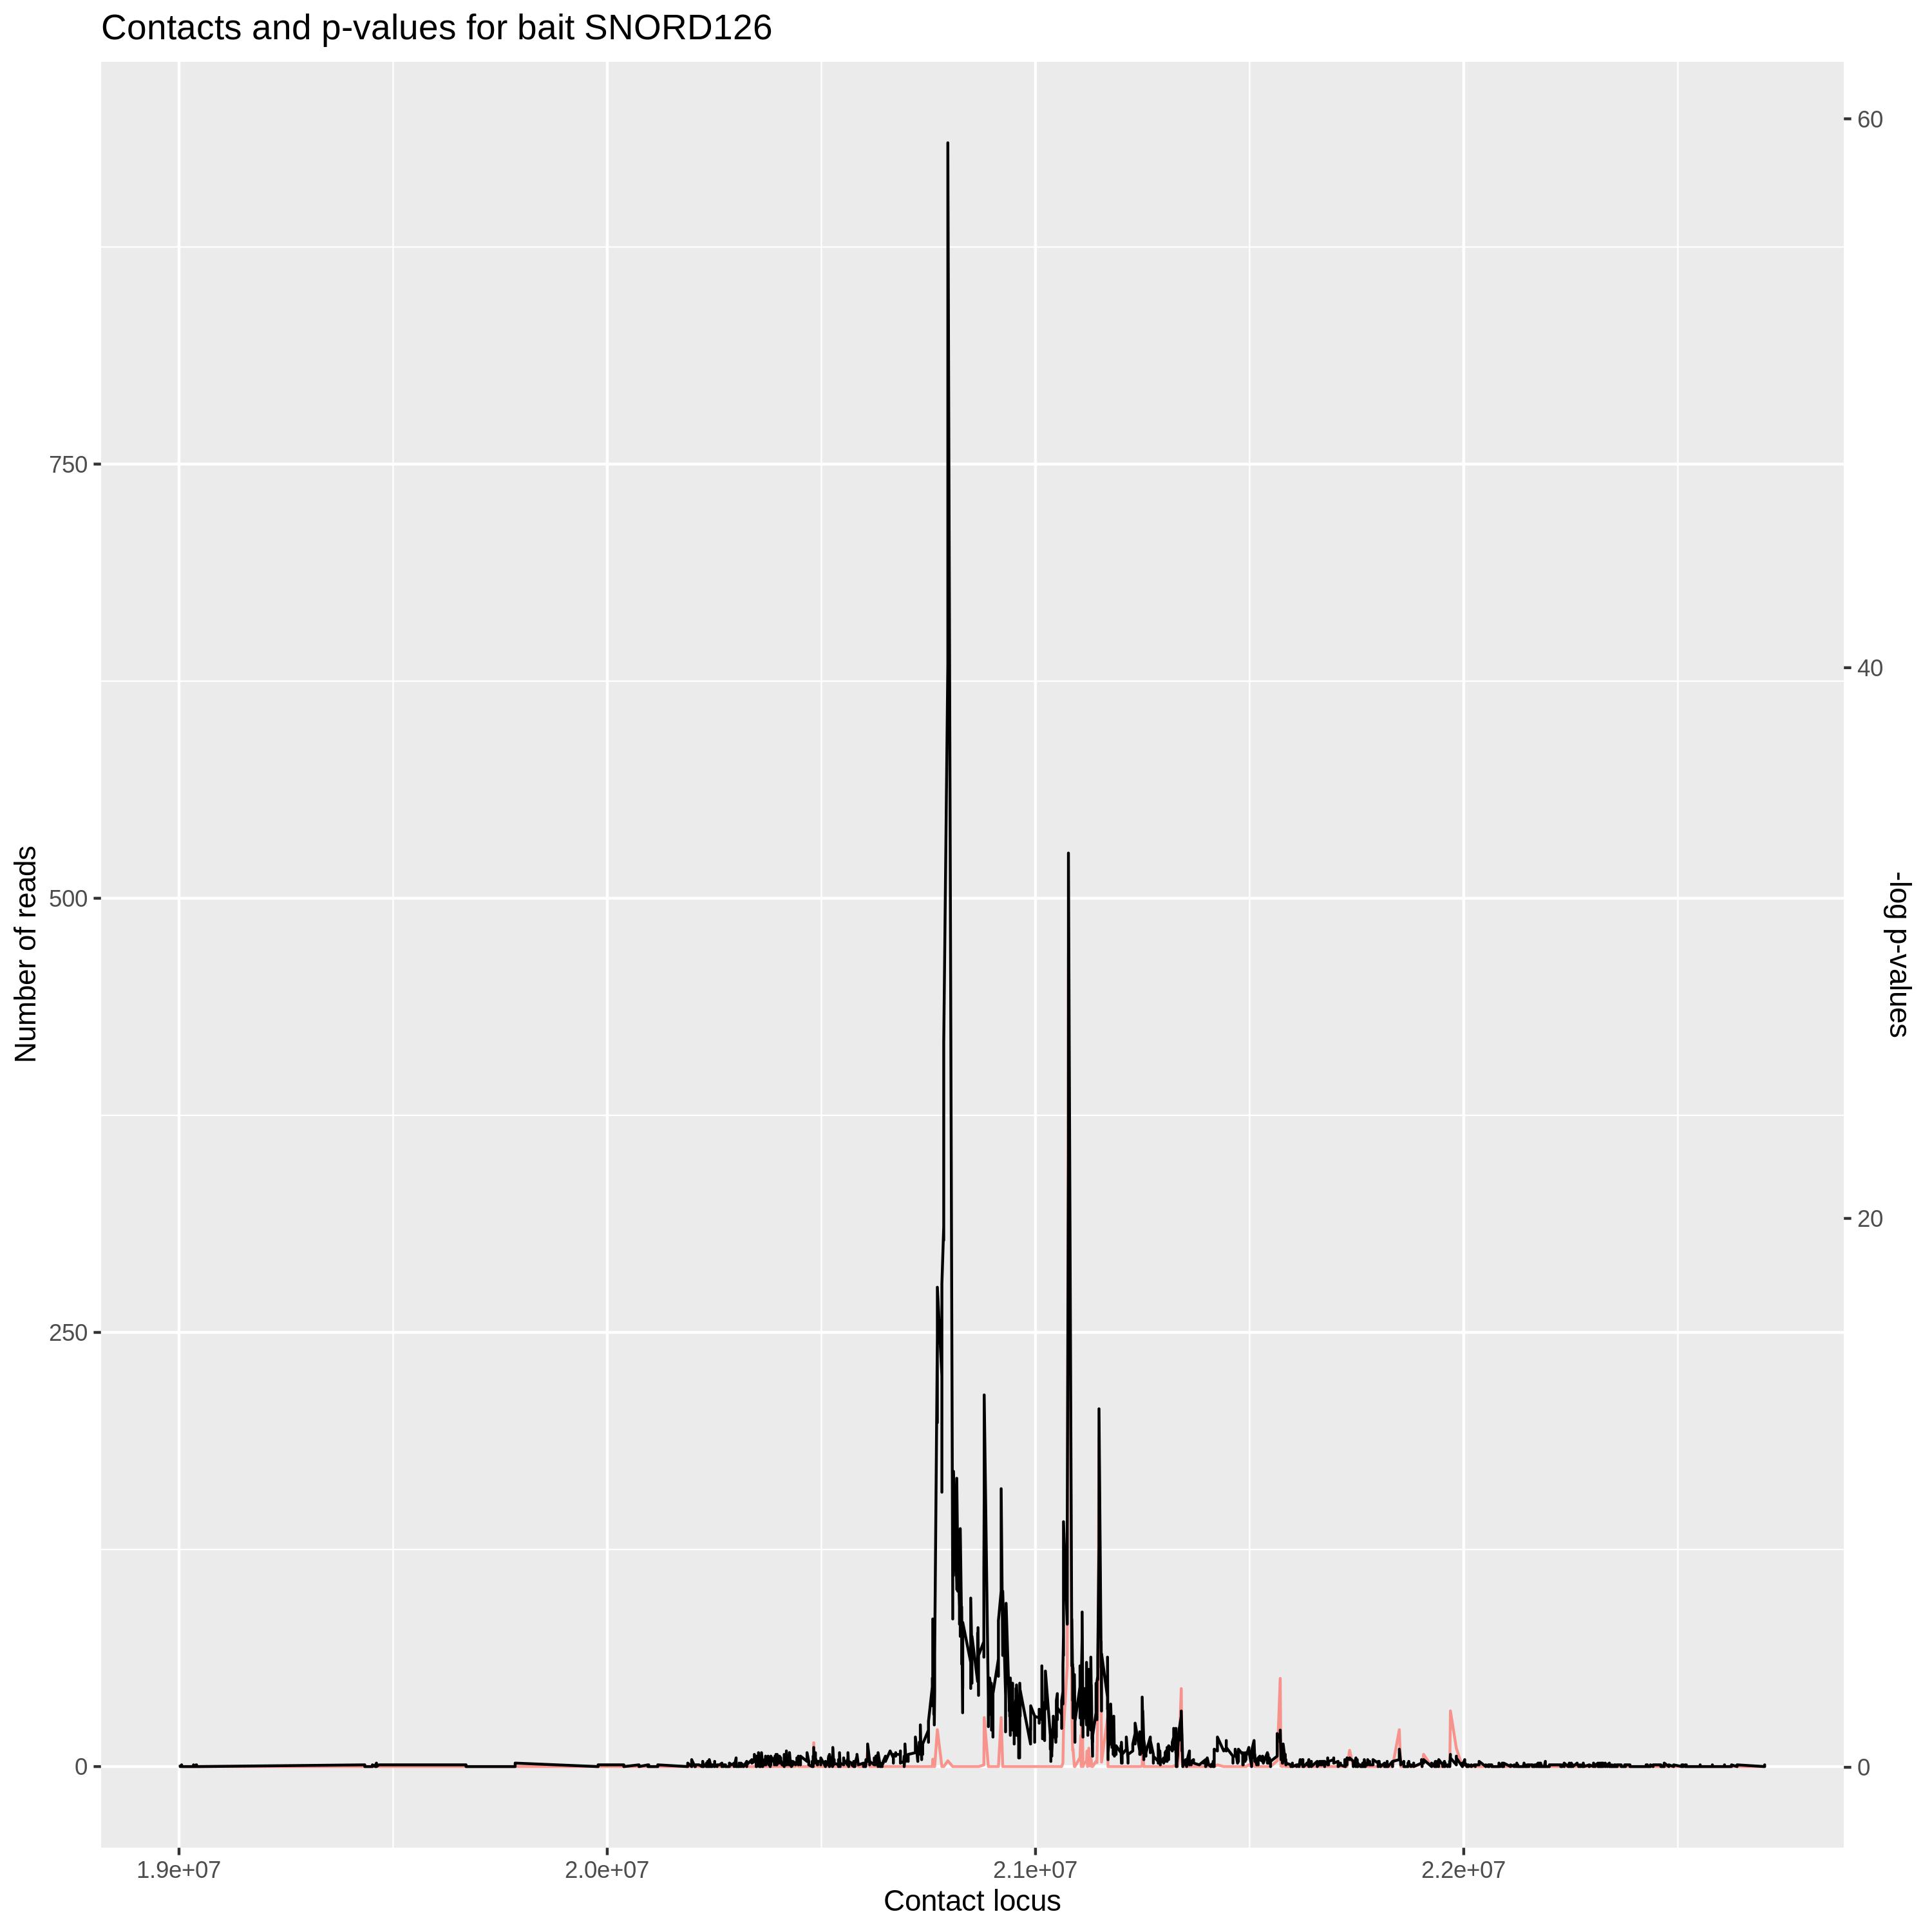 Contacts and p-values for bait SNORD126
60
750
40
500
20
250
0
0
Number of reads
-log p-values
1.9e+07 2.0e+07 2.1e+07 2.2e+07
Contact locus